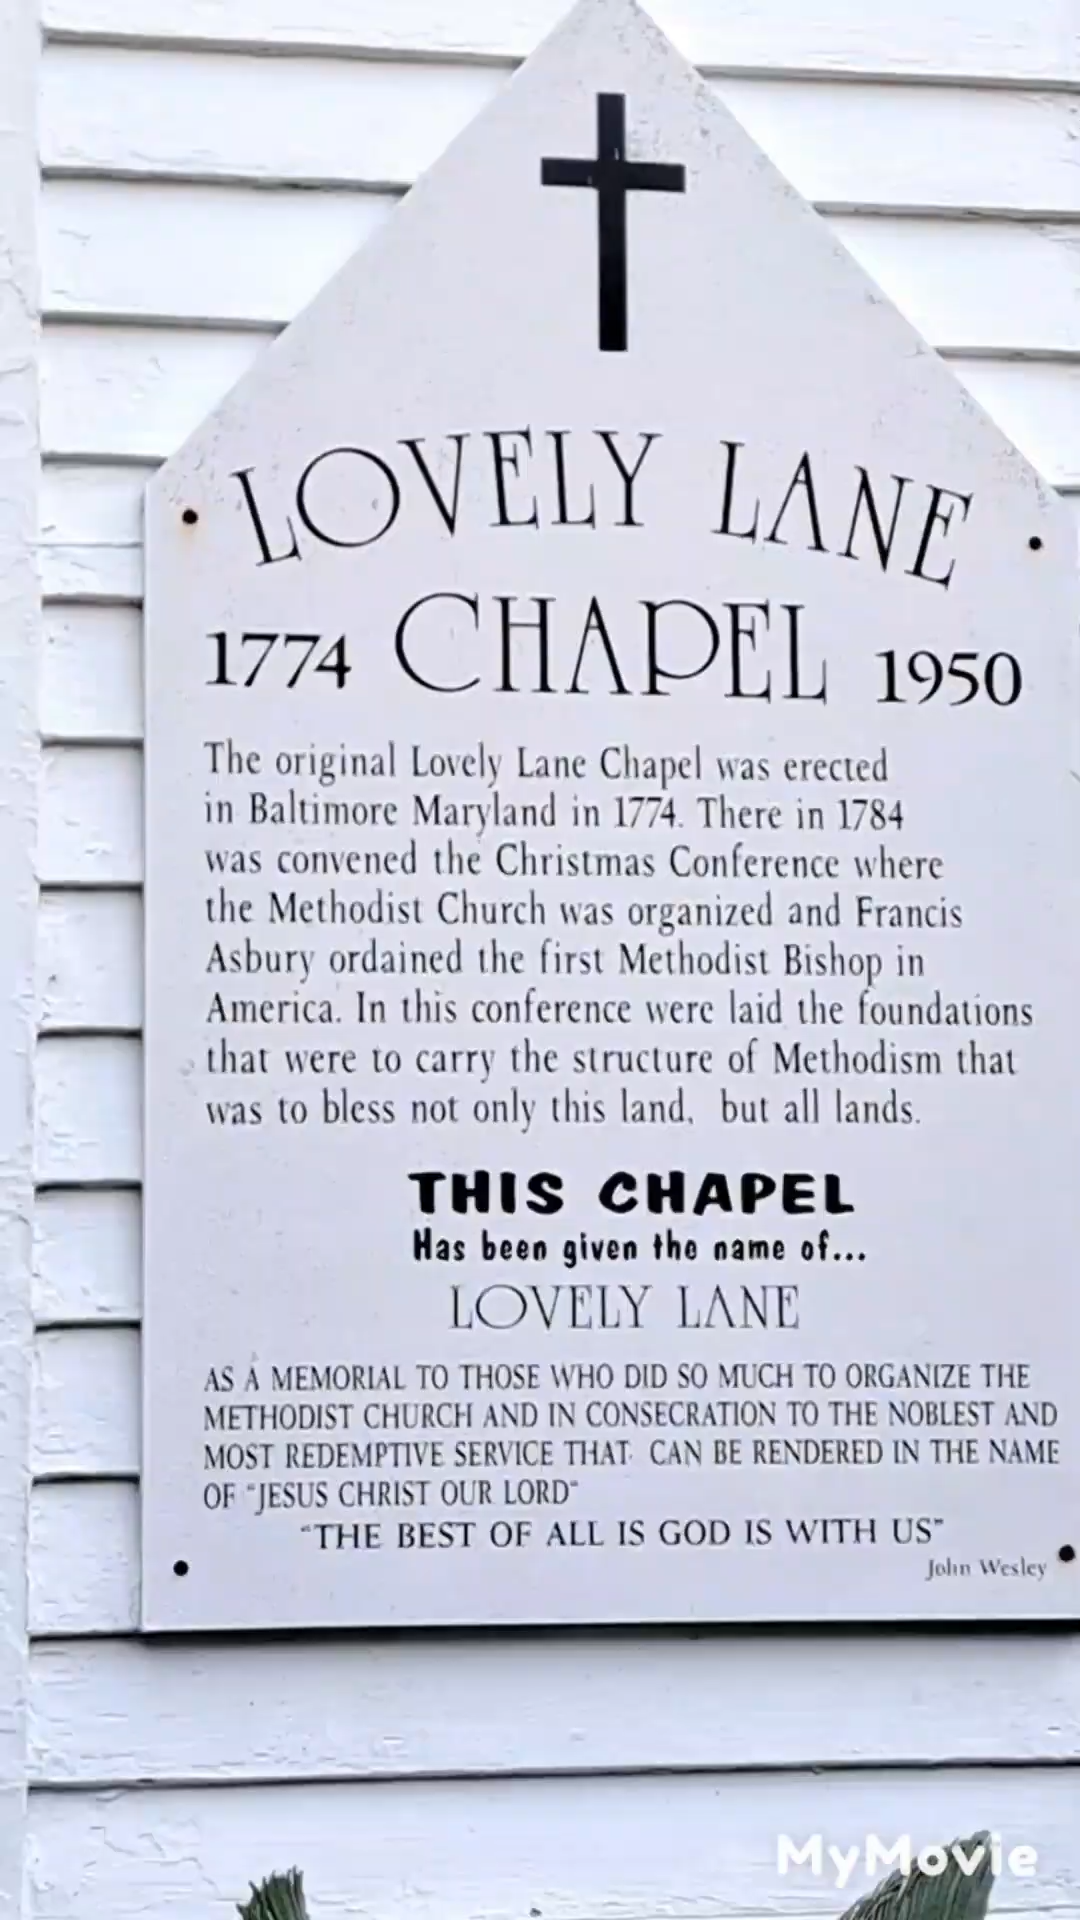 LOVELY LANE
1774 CHAPEL 1950
The original Lovely Lane Chapel was erected
in Baltimore Maryland in 1774. There in 1784
was convened the Christmas Conference where
the Methodist Church was organized and Francis
Asbury ordained the first Methodist Bishop in
America. In this conference were laid the foundations
that were to carry the structure of Methodism that
was to bless not only this land, but all lands.
THIS CHAPEL
Has been given the name of...
LOVELY LANE
AS A MEMORIAL TO THOSE WHO DID SO MUCH TO ORGANIZE THE
METHODIST CHURCH AND IN CONSECRATION TO THE NOBLEST AND
MOST REDEMPTIVE SERVICE THAT CAN BE RENDERED IN THE NAME
OF "JESUS CHRIST OUR LORD"
"THE BEST OF ALL IS GOD IS WITH US"
John Wesley
MyMovie